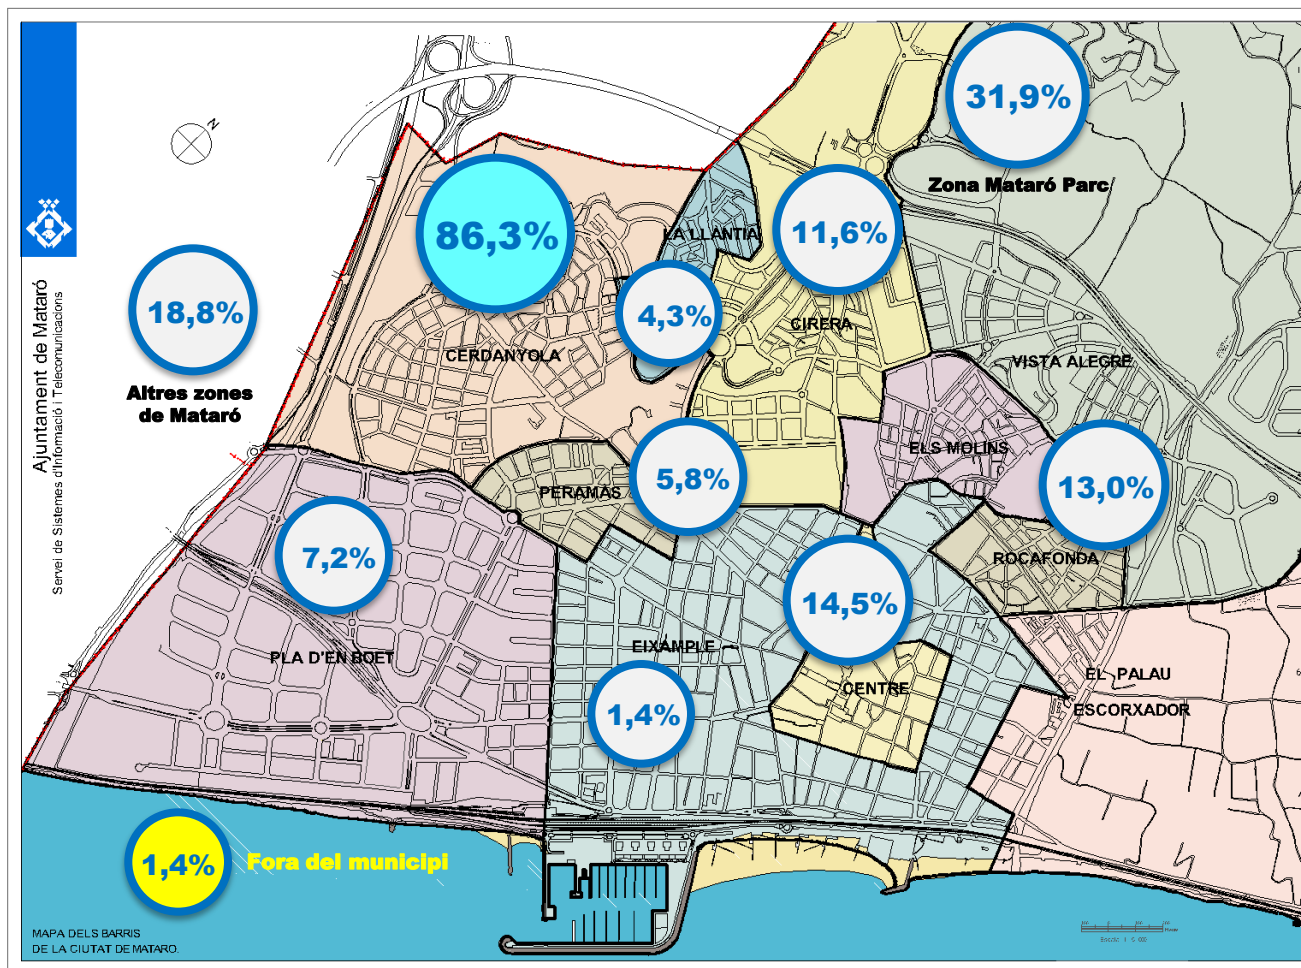 31,9%
Zona Mataró Parc
N
86,3%
LA LLANTIA
11,6%
18,8%
4,3%
Altres zones
de Mataró
CIRERA
CERDANYOLA
VISTA ALEGRE
Ajuntament de Mataró
Servei de Sistemes d'Informació i Telecomunicacions
ELS MOLINS
5,8%
PERAMÀS
13,0%
7,2%
ROCAFONDA
14,5%
EIXAMPLE
PLA D'EN BOET
EL PALAU
CENTRE
ESCORXADOR
1,4%
1,4%
Fora del municipi
MAPA DELS BARRIS
DE LA CIUTAT DE MATARO.